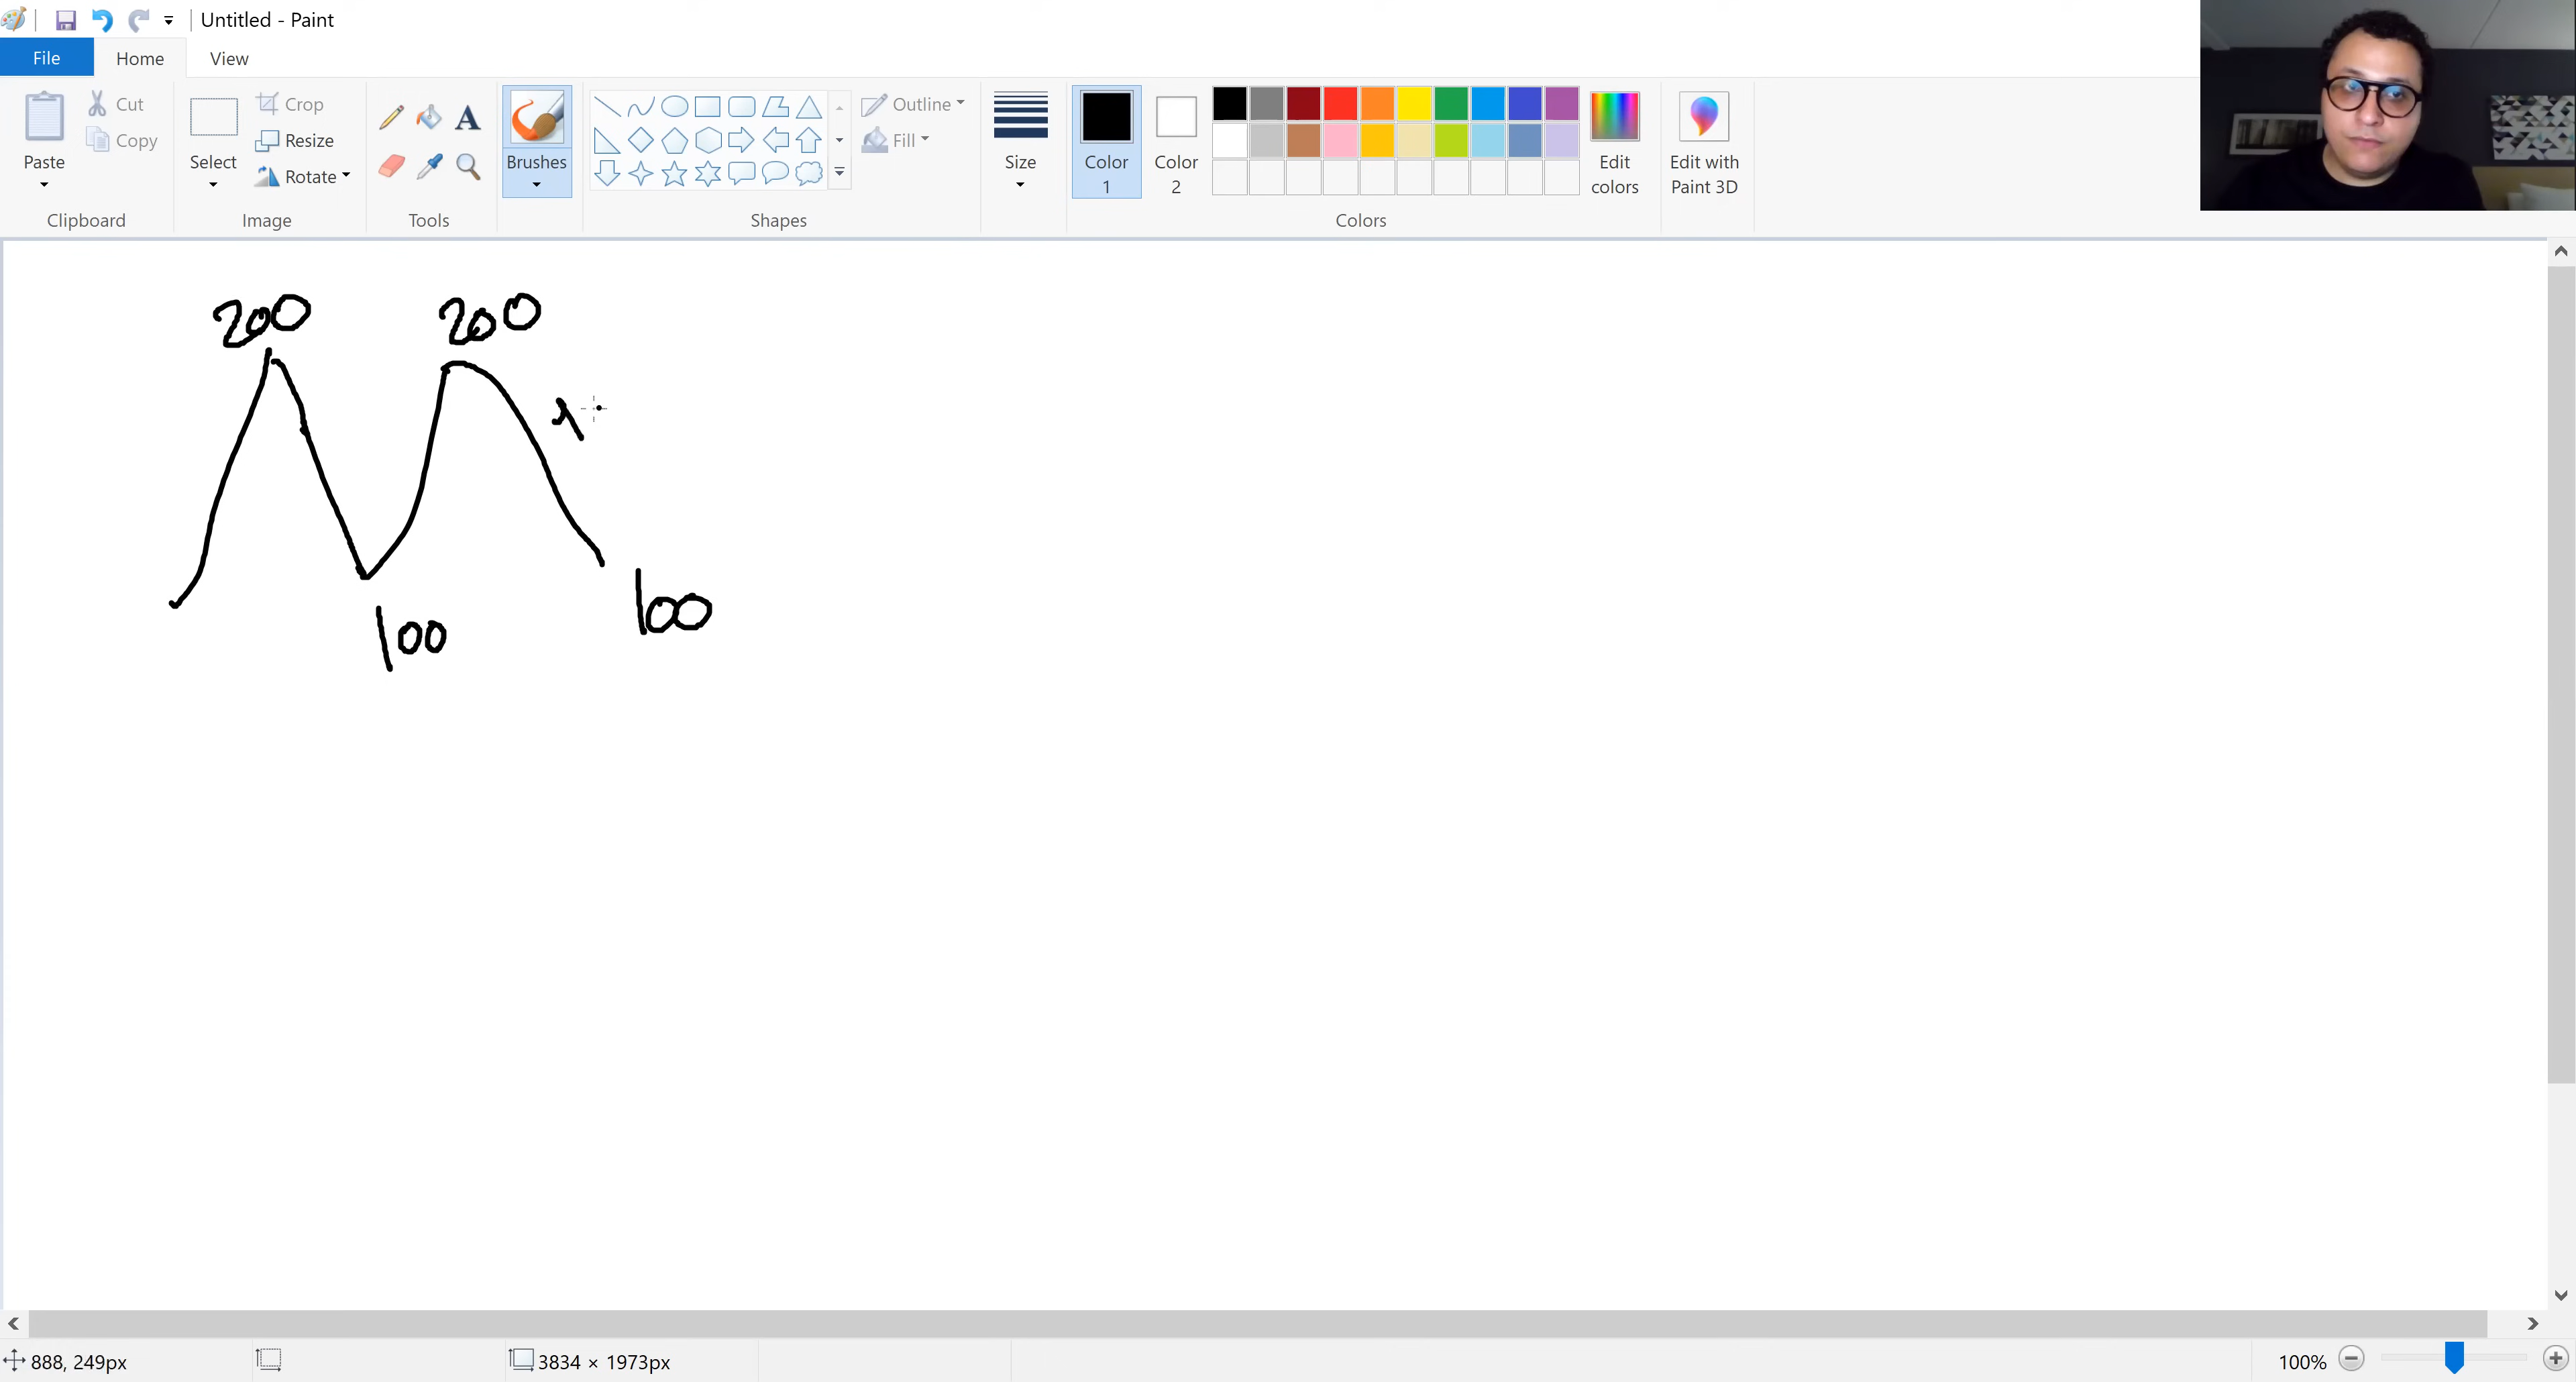 Untitled - Paint
File Home View
Paste
Cut
Copy
Clipboard
Select
Crop
Resize
Rotate
Image
A
Tools
Brushes
Shapes
Outline
Fill
Size
Color 1
Color 2
Edit colors
Colors
Edit with Paint 3D
200 200
100
100
888, 249px
3834 × 1973px
100%